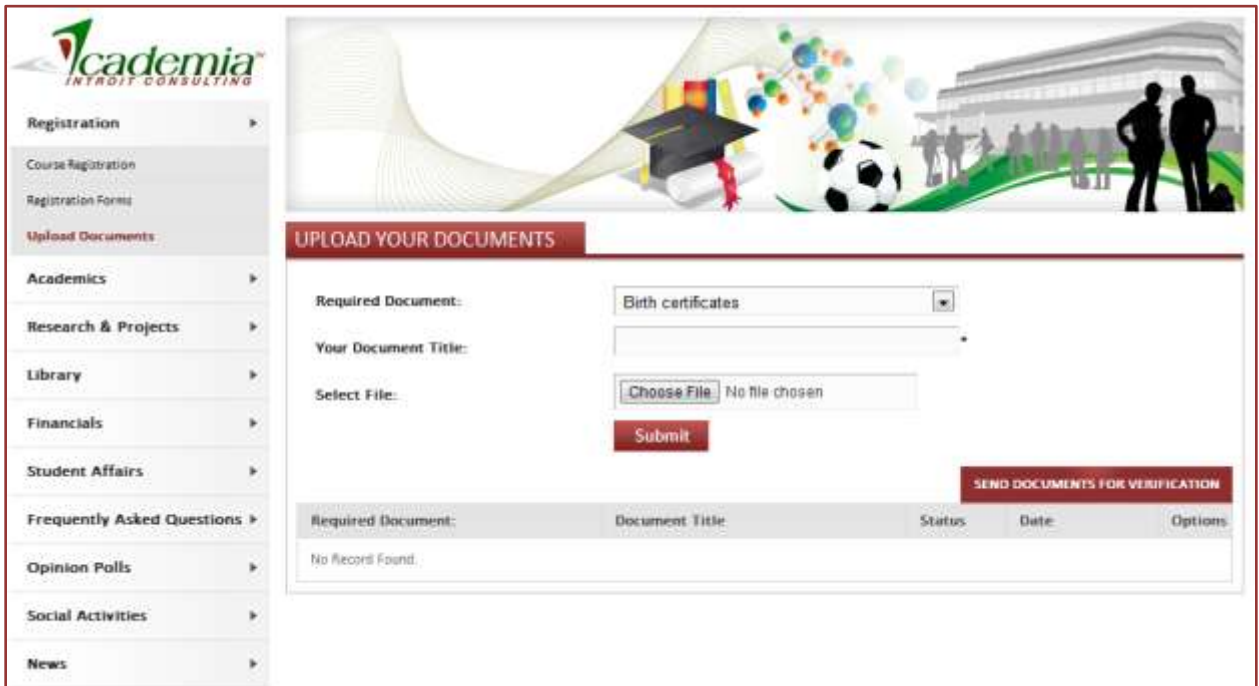 Academia™
INTROIT CONSULTING
Registration
Course Registration
Registration Forms
Upload Documents
Academics
Research & Projects
Library
Financials
Student Affairs
Frequently Asked Questions
Opinion Polls
Social Activities
News
UPLOAD YOUR DOCUMENTS
Required Document: Birth certificates
Your Document Title: *
Select File: Choose File No file chosen
Submit
SEND DOCUMENTS FOR VERIFICATION
Required Document: Document Title Status Date Options
No Record Found.